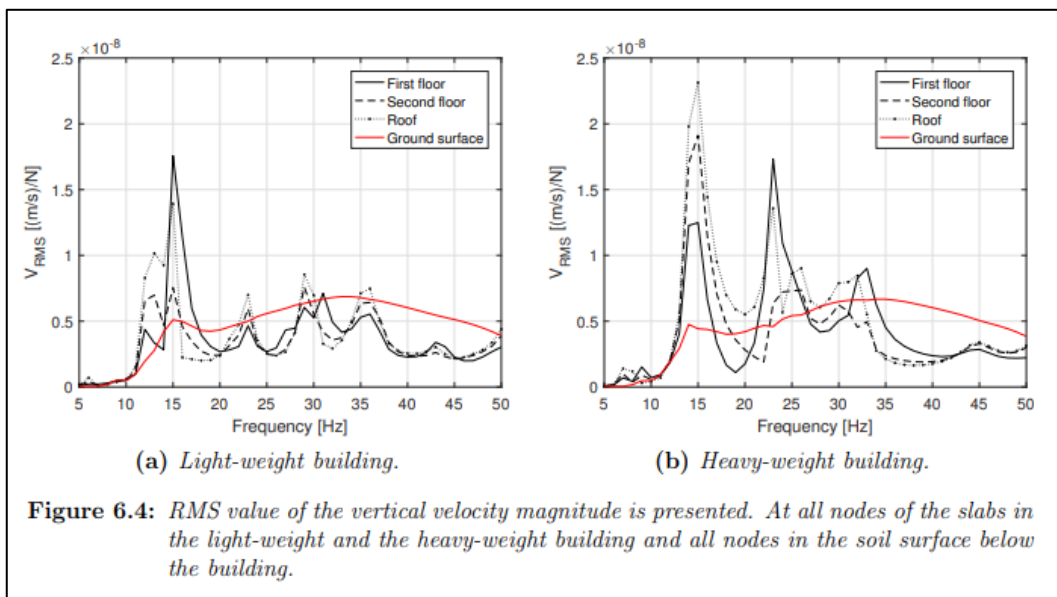 ×10⁻⁸
2.5
2
1.5
1
0.5
0
V_RMS [(m/s)/N]
First floor
Second floor
Roof
Ground surface
5 10 15 20 25 30 35 40 45 50
Frequency [Hz]
(a) Light-weight building.
×10⁻⁸
2.5
2
1.5
1
0.5
0
V_RMS [(m/s)/N]
First floor
Second floor
Roof
Ground surface
5 10 15 20 25 30 35 40 45 50
Frequency [Hz]
(b) Heavy-weight building.
Figure 6.4: RMS value of the vertical velocity magnitude is presented. At all nodes of the slabs in
the light-weight and the heavy-weight building and all nodes in the soil surface below
the building.